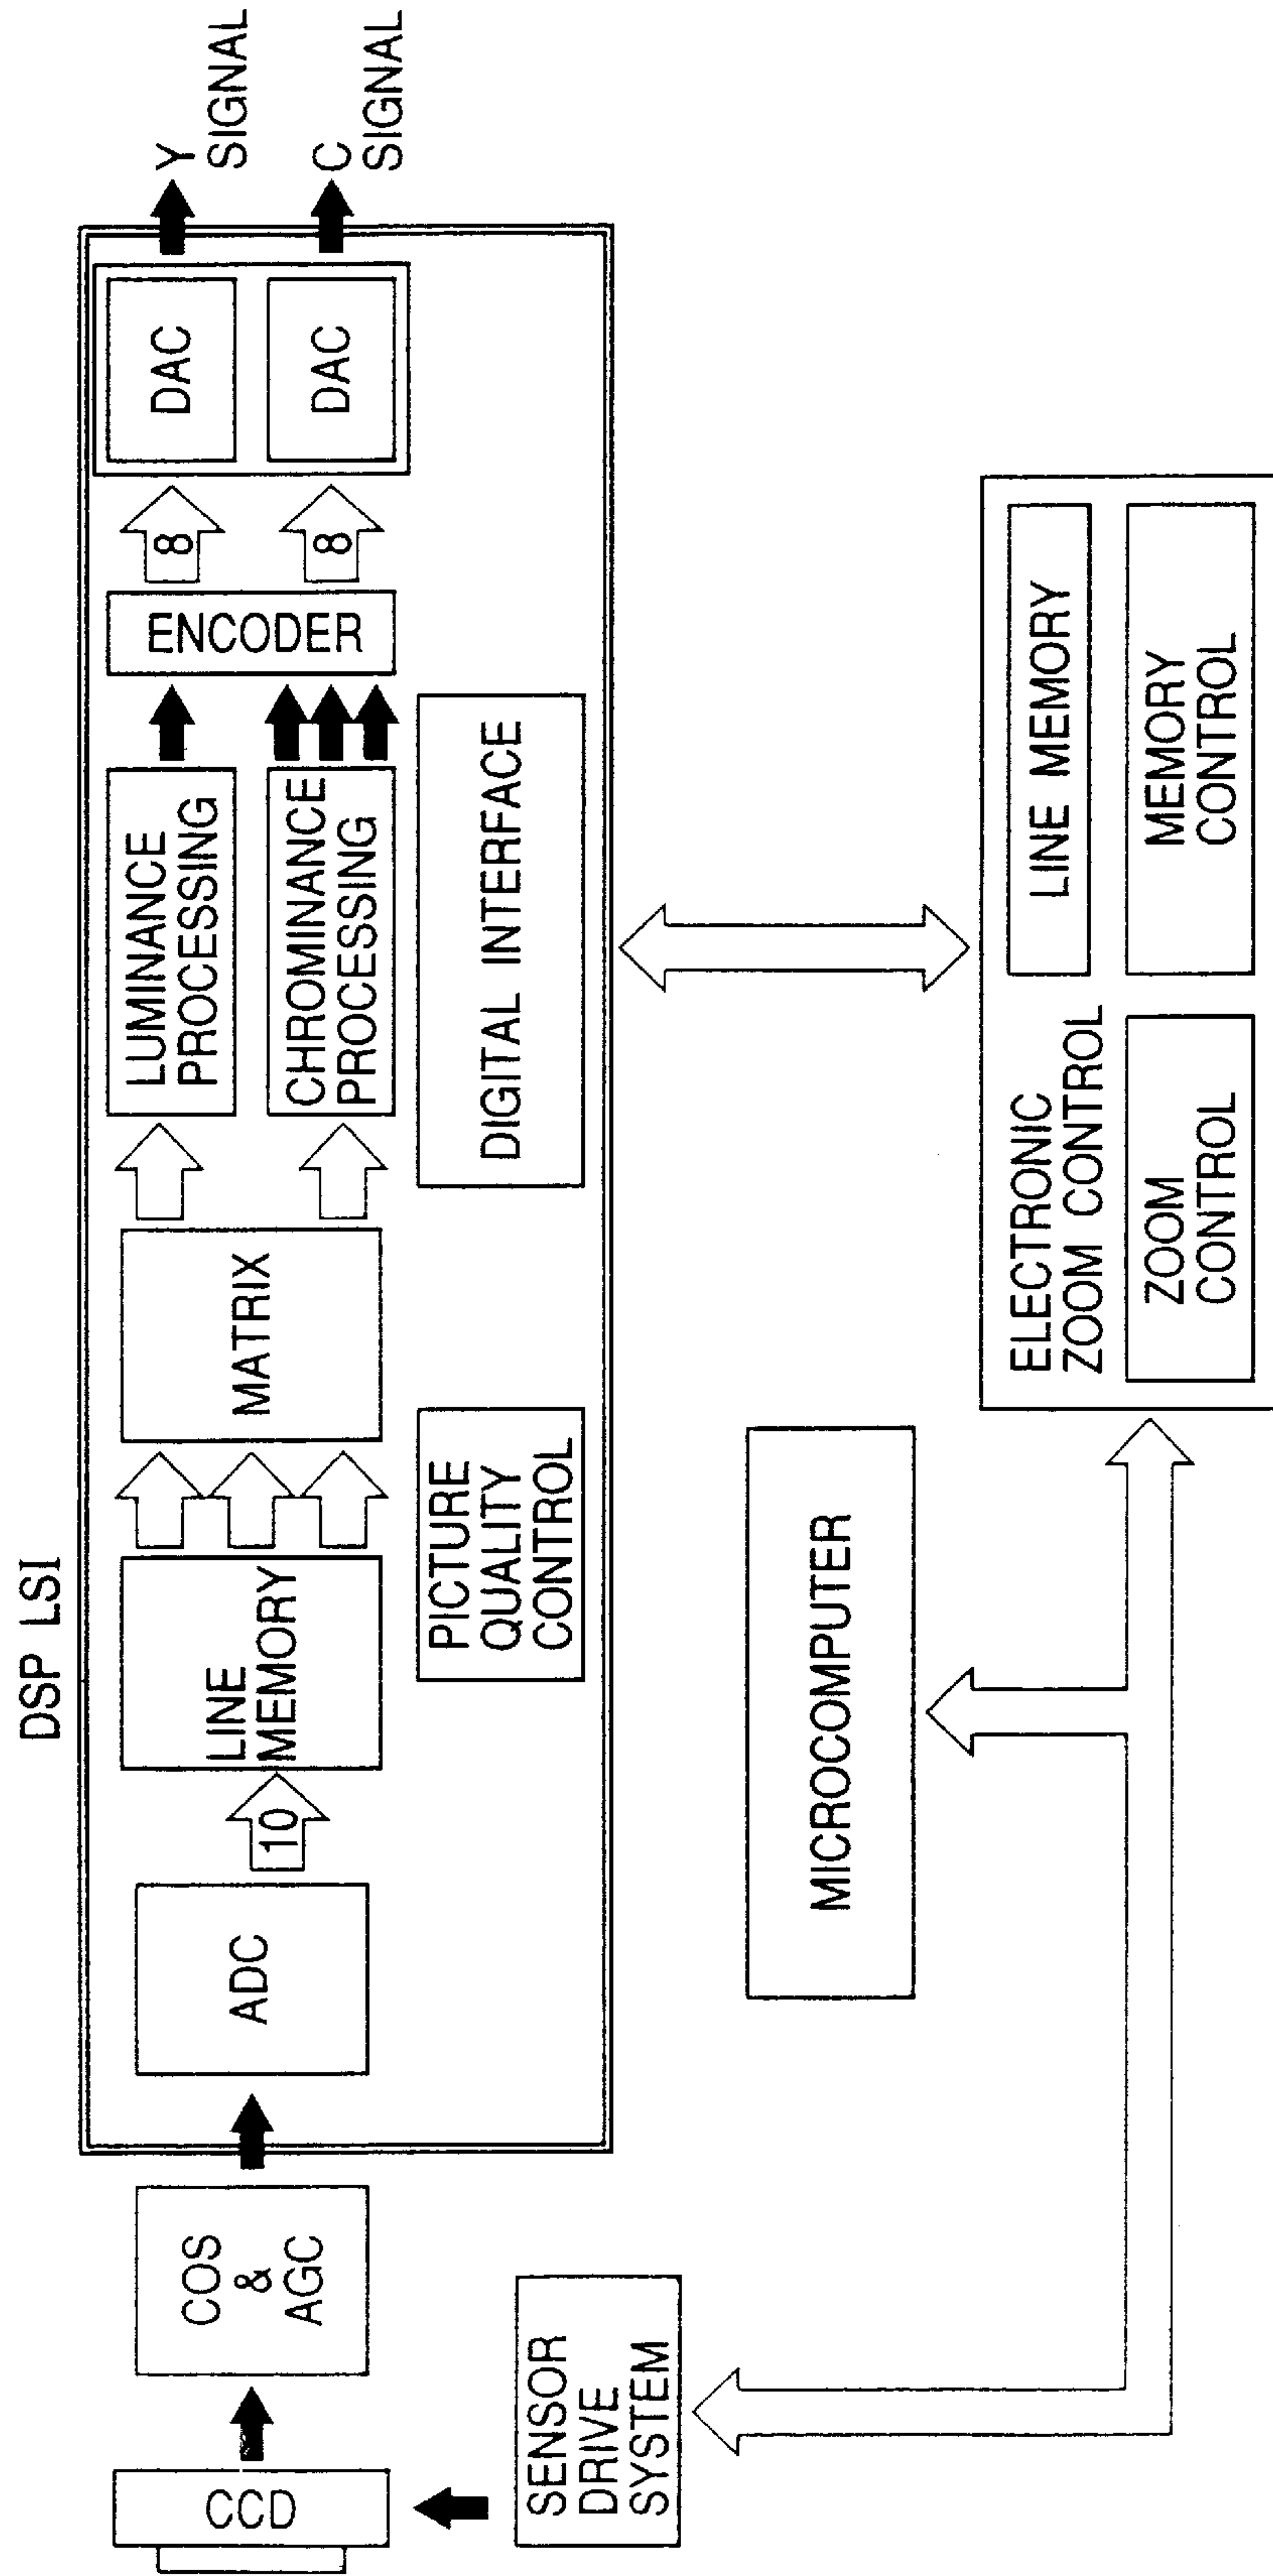 DSP LSI
CCD
COS
&
AGC
ADC
10
LINE
MEMORY
MATRIX
LUMINANCE
PROCESSING
CHROMINANCE
PROCESSING
ENCODER
8
8
DAC
DAC
Y
SIGNAL
C
SIGNAL
PICTURE
QUALITY
CONTROL
DIGITAL INTERFACE
SENSOR
DRIVE
SYSTEM
MICROCOMPUTER
ELECTRONIC
ZOOM CONTROL
LINE MEMORY
ZOOM
CONTROL
MEMORY
CONTROL